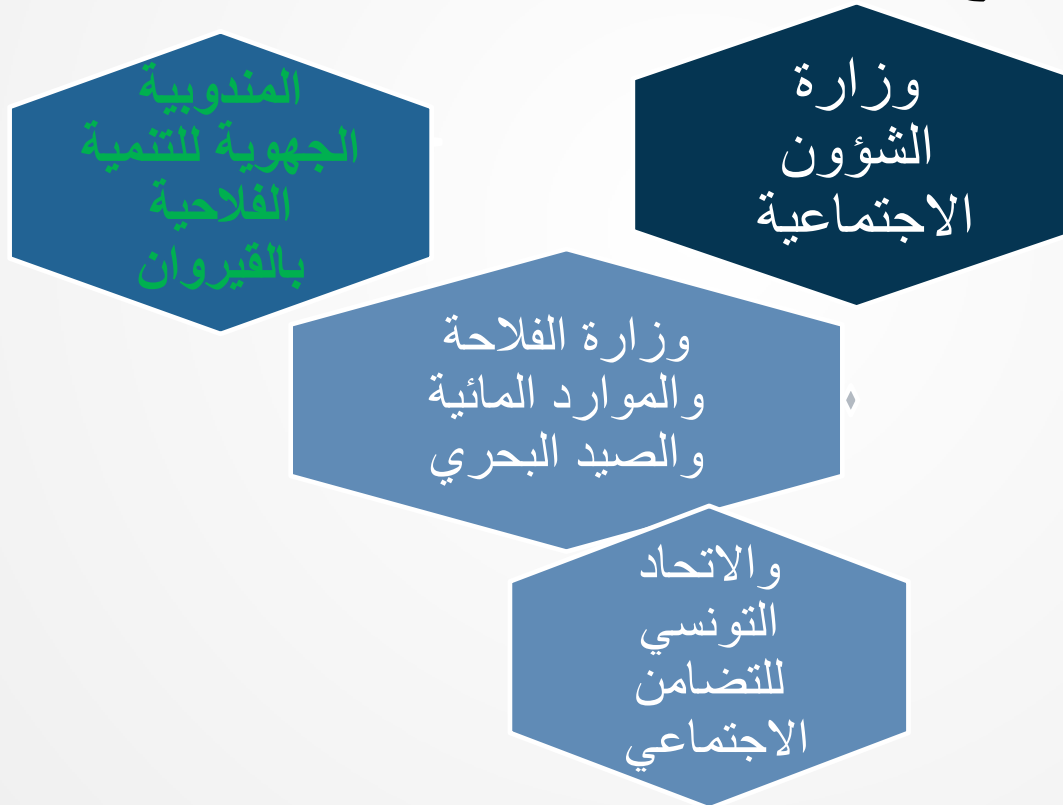 وزارة
الشؤون
الاجتماعية
المندوبية
الجهوية للتنمية
الفلاحية
بالقيروان
وزارة الفلاحة
والموارد المائية
والصيد البحري
والاتحاد
التونسي
للتضامن
الاجتماعي